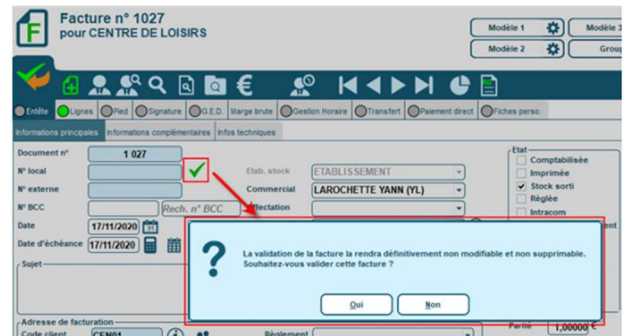 Facture n° 1027
pour CENTRE DE LOISIRS
Modèle 1
Modèle
Modèle 2
Group
Entête Lignes Pied Signature G.E.D. Marge brute Gestion Horaire Transfert Paiement direct Fiches perso.
Informations principales Informations complémentaires Infos techniques
Document n° 1 027
N° local
Etab. stock ETABLISSEMENT
N° externe
Commercial LAROCHETTE YANN (YL)
N° BCC Rech. n° BCC
Affectation
Date 17/11/2020
Date d'échéance 17/11/2020
Etat
Comptabilisée
Imprimée
Stock sorti
Réglée
Intracom
Sujet
La validation de la facture la rendra définitivement non modifiable et non supprimable.
Souhaitez-vous valider cette facture ?
Oui Non
Adresse de facturation
Code client CEN01
Règlement
Parité 1,00000 €